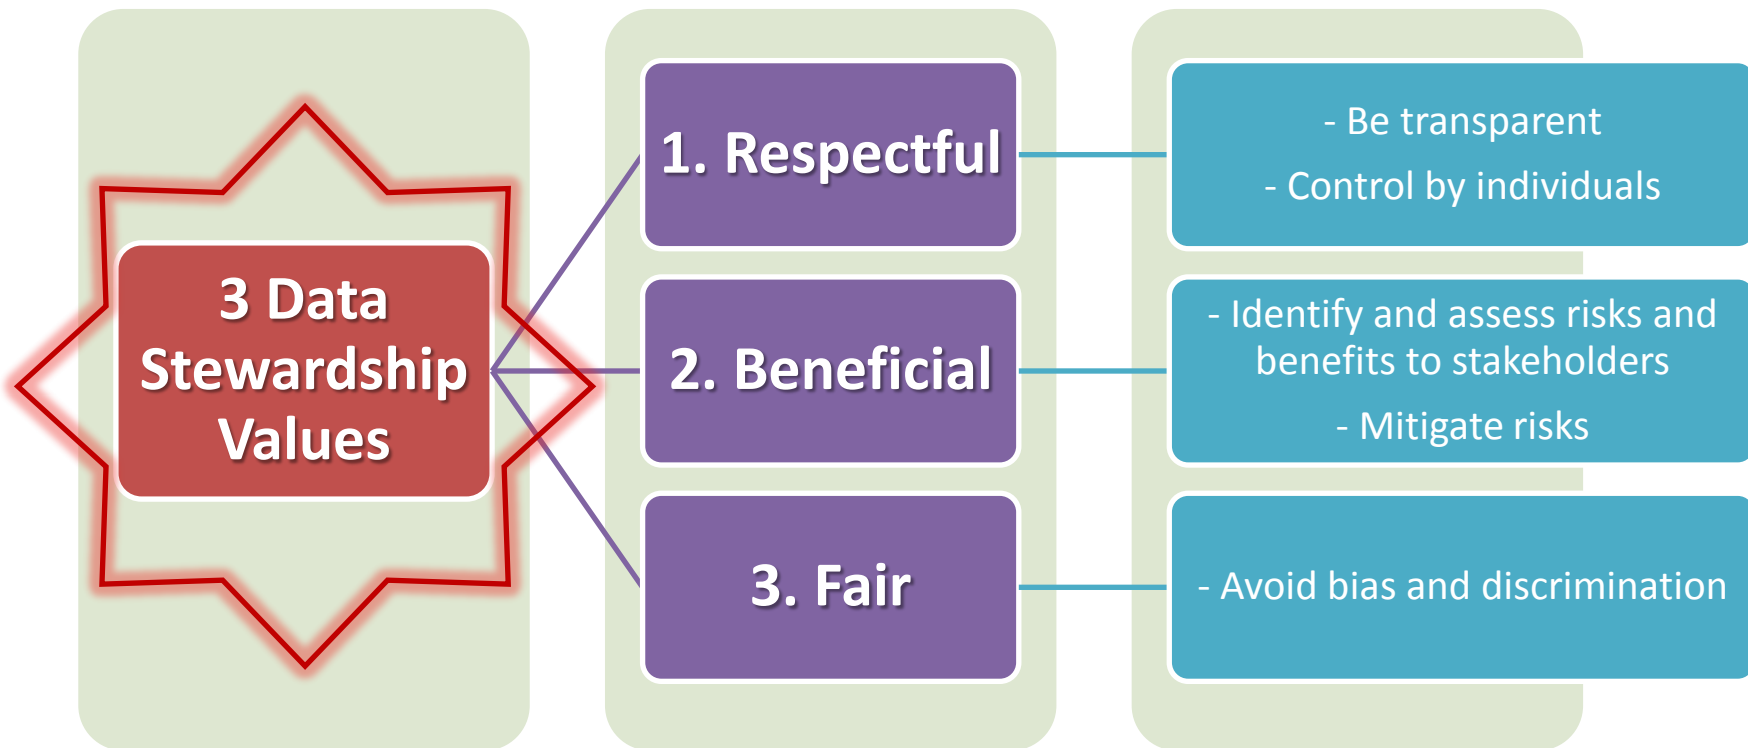 3 Data
Stewardship
Values
1. Respectful
- Be transparent
- Control by individuals
2. Beneficial
- Identify and assess risks and
benefits to stakeholders
- Mitigate risks
3. Fair
- Avoid bias and discrimination